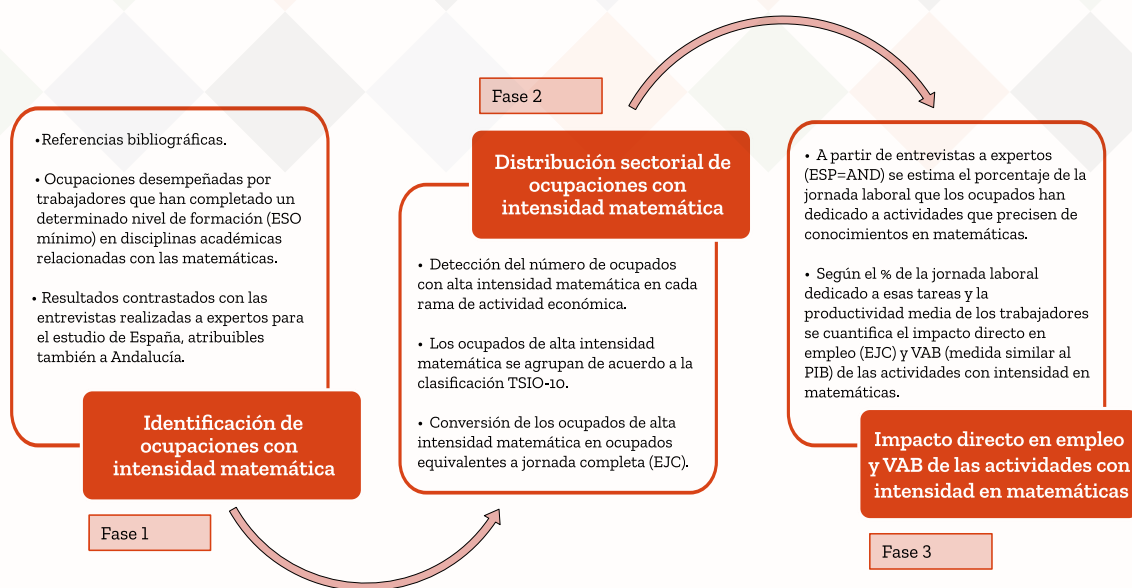 •Referencias bibliográficas.
• Ocupaciones desempeñadas por
trabajadores que han completado un
determinado nivel de formación (ESO
mínimo) en disciplinas académicas
relacionadas con las matemáticas.
• Resultados contrastados con las
entrevistas realizadas a expertos para
el estudio de España, atribuibles
también a Andalucía.
Identificación de
ocupaciones con
intensidad matemática
Fase 1
Fase 2
Distribución sectorial de
ocupaciones con
intensidad matemática
• Detección del número de ocupados
con alta intensidad matemática en cada
rama de actividad económica.
• Los ocupados de alta intensidad
matemática se agrupan de acuerdo a la
clasificación TSIO-10.
• Conversión de los ocupados de alta
intensidad matemática en ocupados
equivalentes a jornada completa (EJC).
• A partir de entrevistas a expertos
(ESP=AND) se estima el porcentaje de la
jornada laboral que los ocupados han
dedicado a actividades que precisen de
conocimientos en matemáticas.
• Según el % de la jornada laboral
dedicado a esas tareas y la
productividad media de los trabajadores
se cuantifica el impacto directo en
empleo (EJC) y VAB (medida similar al
PIB) de las actividades con intensidad en
matemáticas.
Impacto directo en empleo
y VAB de las actividades con
intensidad en matemáticas
Fase 3